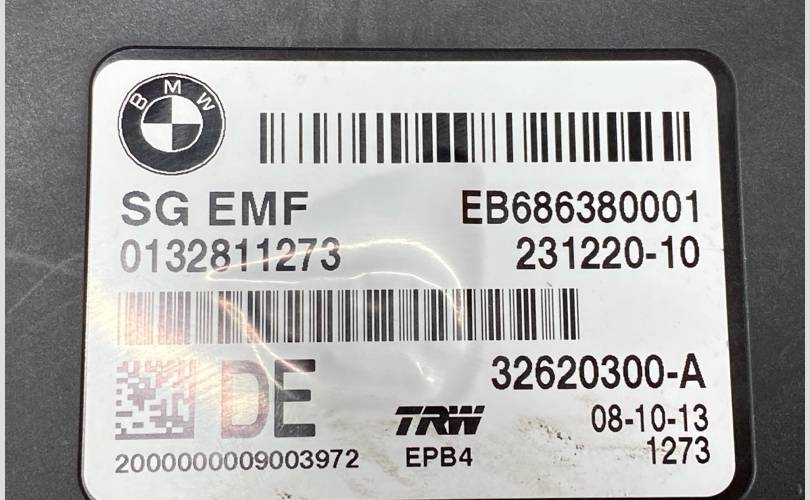 BMW
SG EMF EB686380001
0132811273 231220-10
DE 32620300-A
TRW 08-10-13
2000000009003972 EPB4 1273